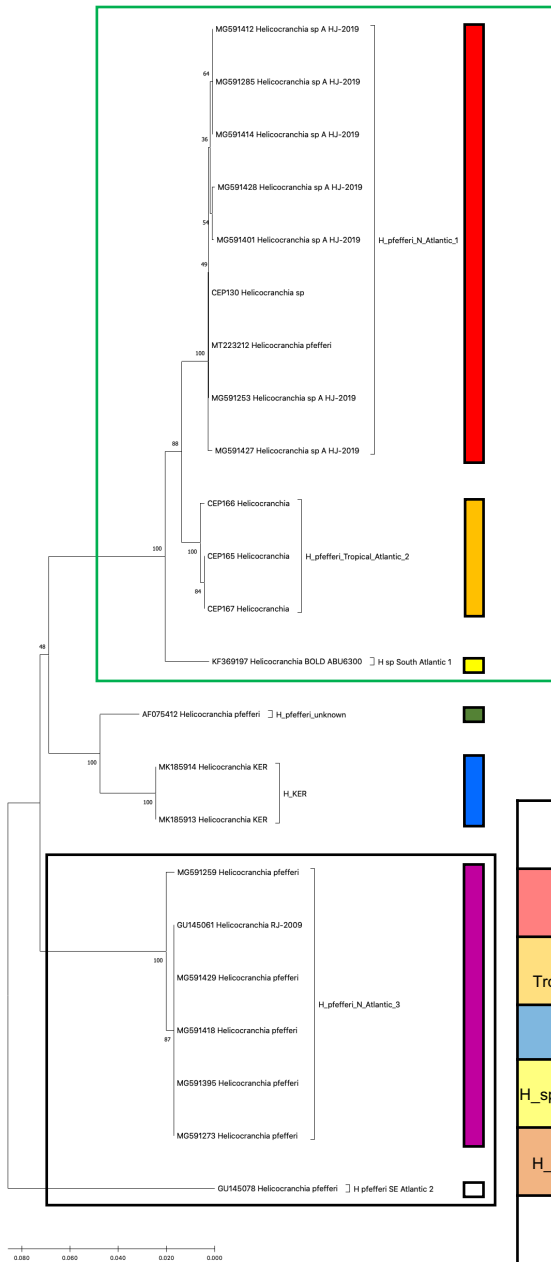 MG591412 Helicocranchia sp A HJ-2019
64
MG591285 Helicocranchia sp A HJ-2019
36
MG591414 Helicocranchia sp A HJ-2019
MG591428 Helicocranchia sp A HJ-2019
54
MG591401 Helicocranchia sp A HJ-2019
H_pfefferi_N_Atlantic_1
49
CEP130 Helicocranchia sp
MT223212 Helicocranchia pfefferi
100
MG591253 Helicocranchia sp A HJ-2019
88
MG591427 Helicocranchia sp A HJ-2019
CEP166 Helicocranchia
100
CEP165 Helicocranchia
H_pfefferi_Tropical_Atlantic_2
100
84
CEP167 Helicocranchia
48
KF369197 Helicocranchia BOLD ABU6300
H sp South Atlantic 1
AF075412 Helicocranchia pfefferi
H_pfefferi_unknown
100
MK185914 Helicocranchia KER
100
H_KER
MK185913 Helicocranchia KER
MG591259 Helicocranchia pfefferi
GU145061 Helicocranchia RJ-2009
100
MG591429 Helicocranchia pfefferi
H_pfefferi_N_Atlantic_3
MG591418 Helicocranchia pfefferi
87
MG591395 Helicocranchia pfefferi
MG591273 Helicocranchia pfefferi
GU145078 Helicocranchia pfefferi
H pfefferi SE Atlantic 2
0.080 0.060 0.040 0.020 0.000
Tro
H_sp
H_